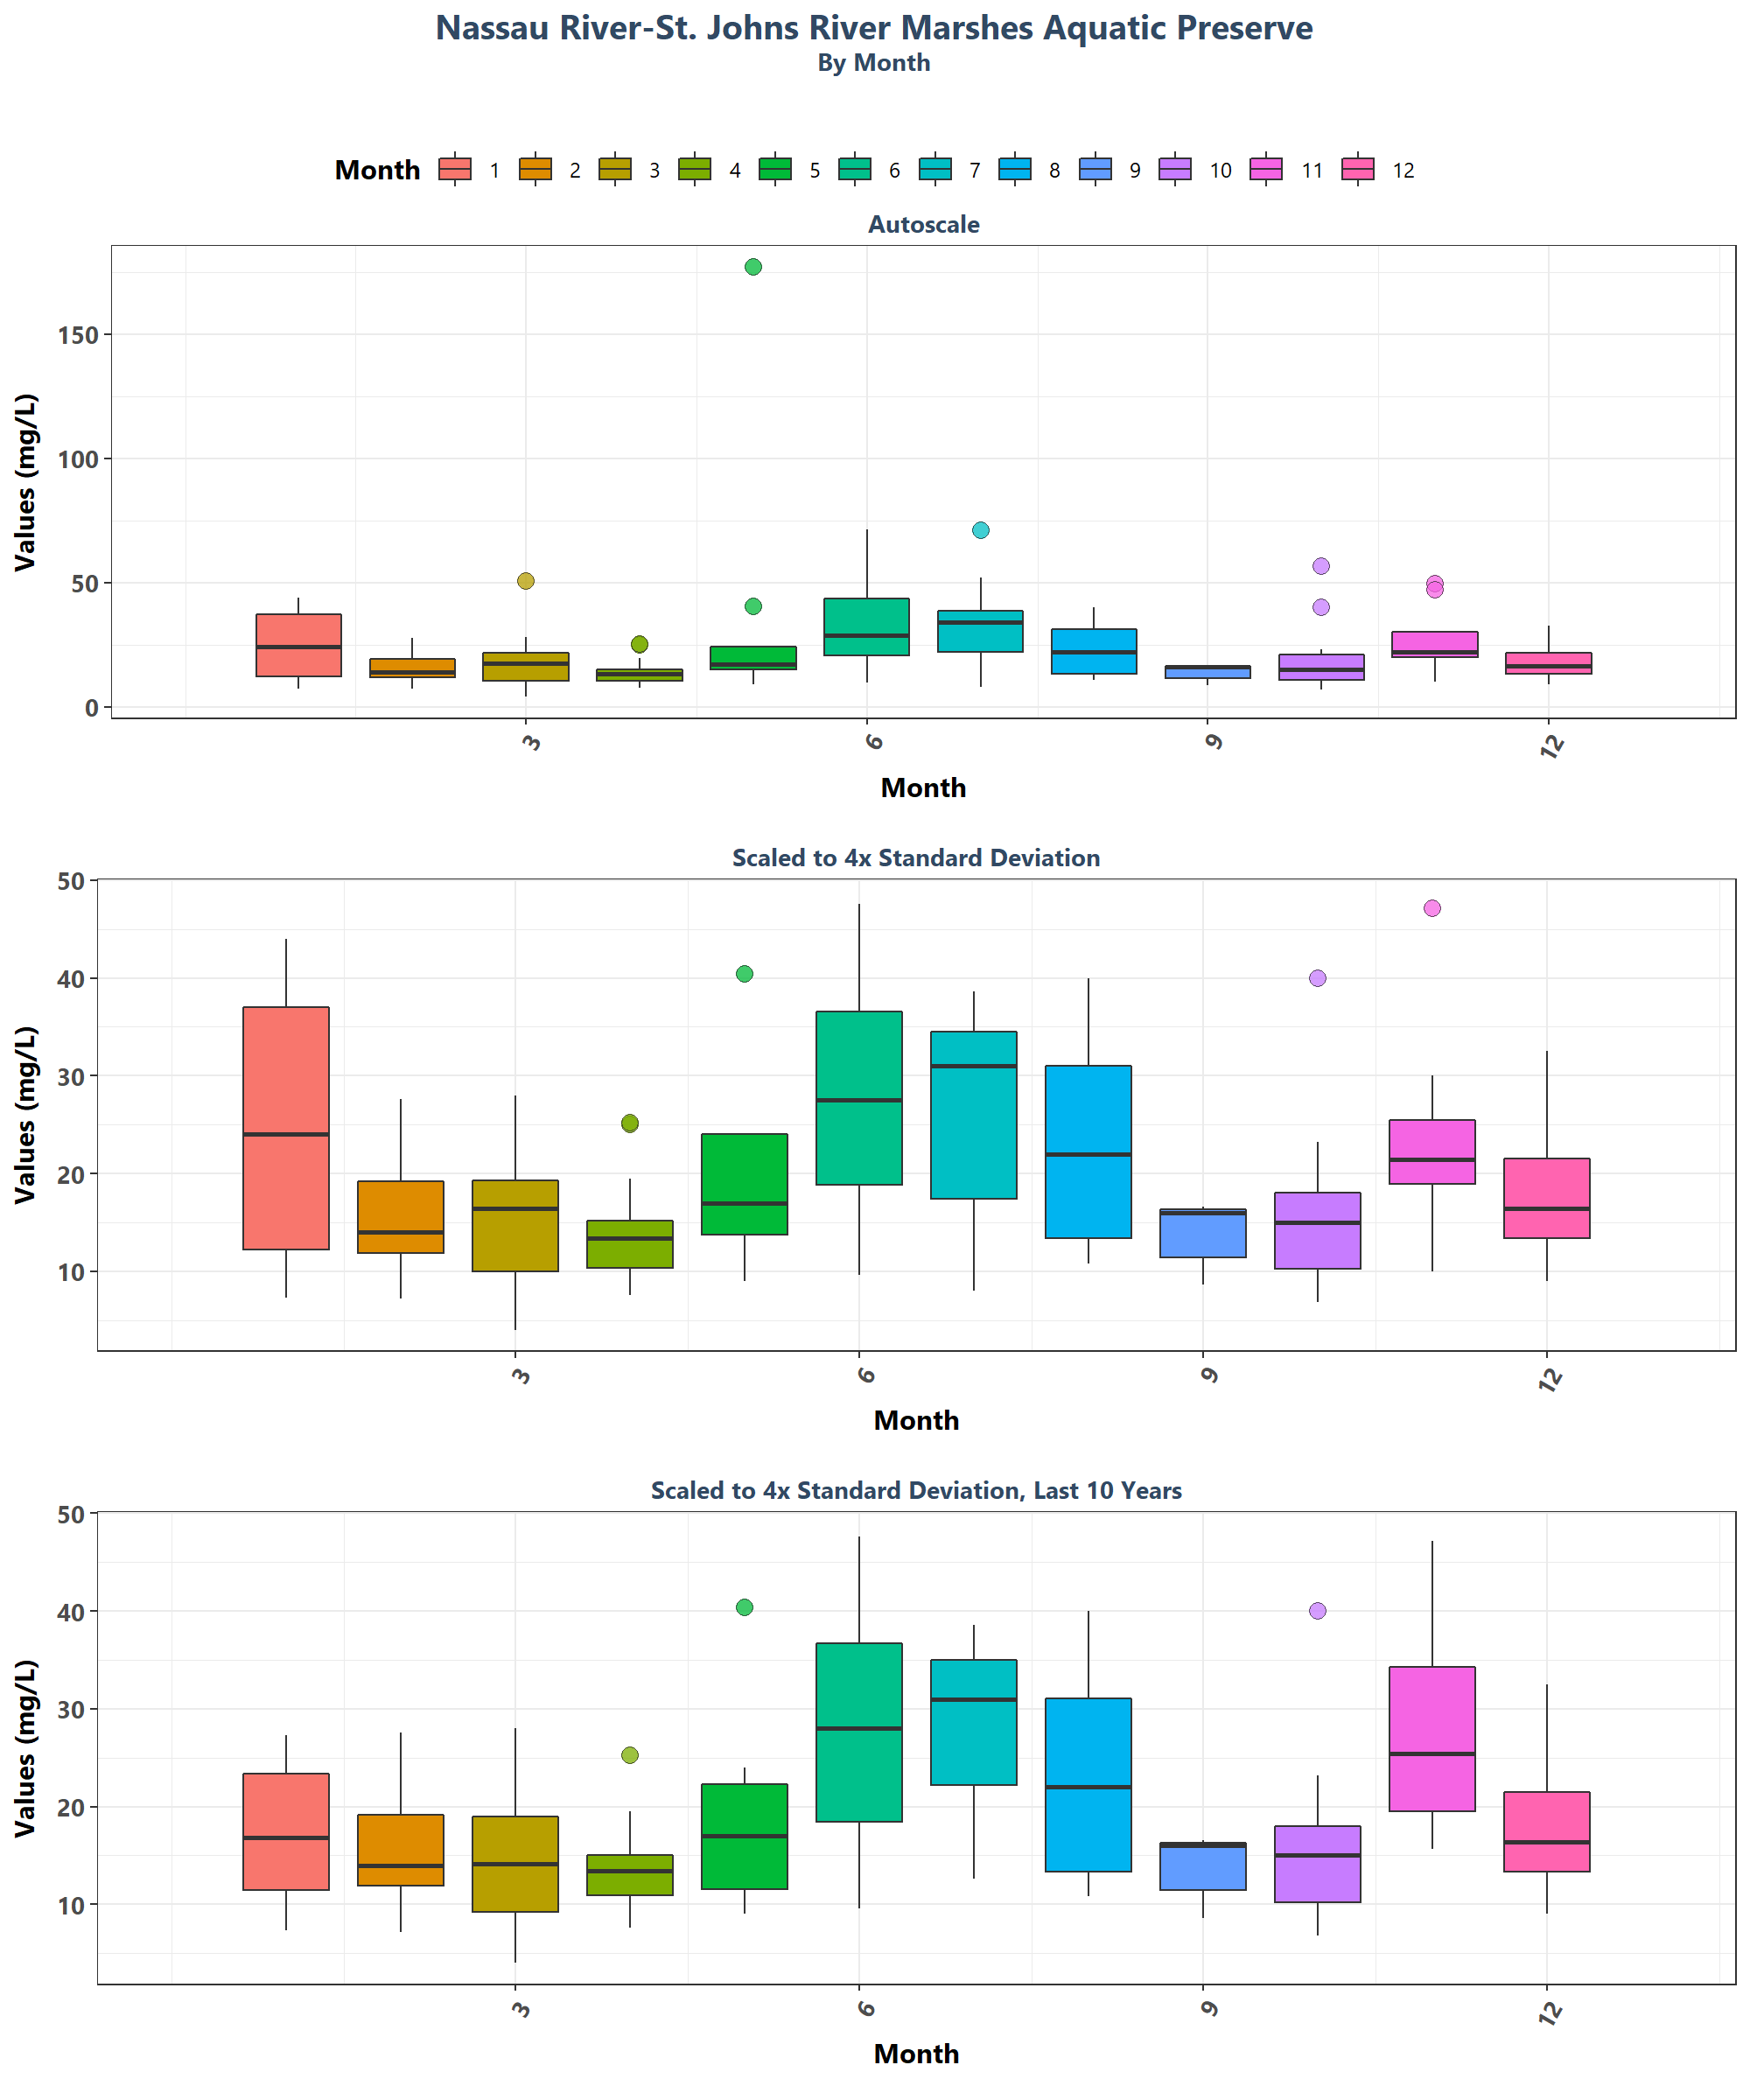 Nassau River-St. Johns River Marshes Aquatic Preserve
By Month
Month 1 2 3 4 5 6 7 8 9 10 11 12
Autoscale
Values (mg/L)
150
100
50
0
3 6 9 12
Month
Scaled to 4x Standard Deviation
Values (mg/L)
50
40
30
20
10
3 6 9 12
Month
Scaled to 4x Standard Deviation, Last 10 Years
Values (mg/L)
50
40
30
20
10
3 6 9 12
Month